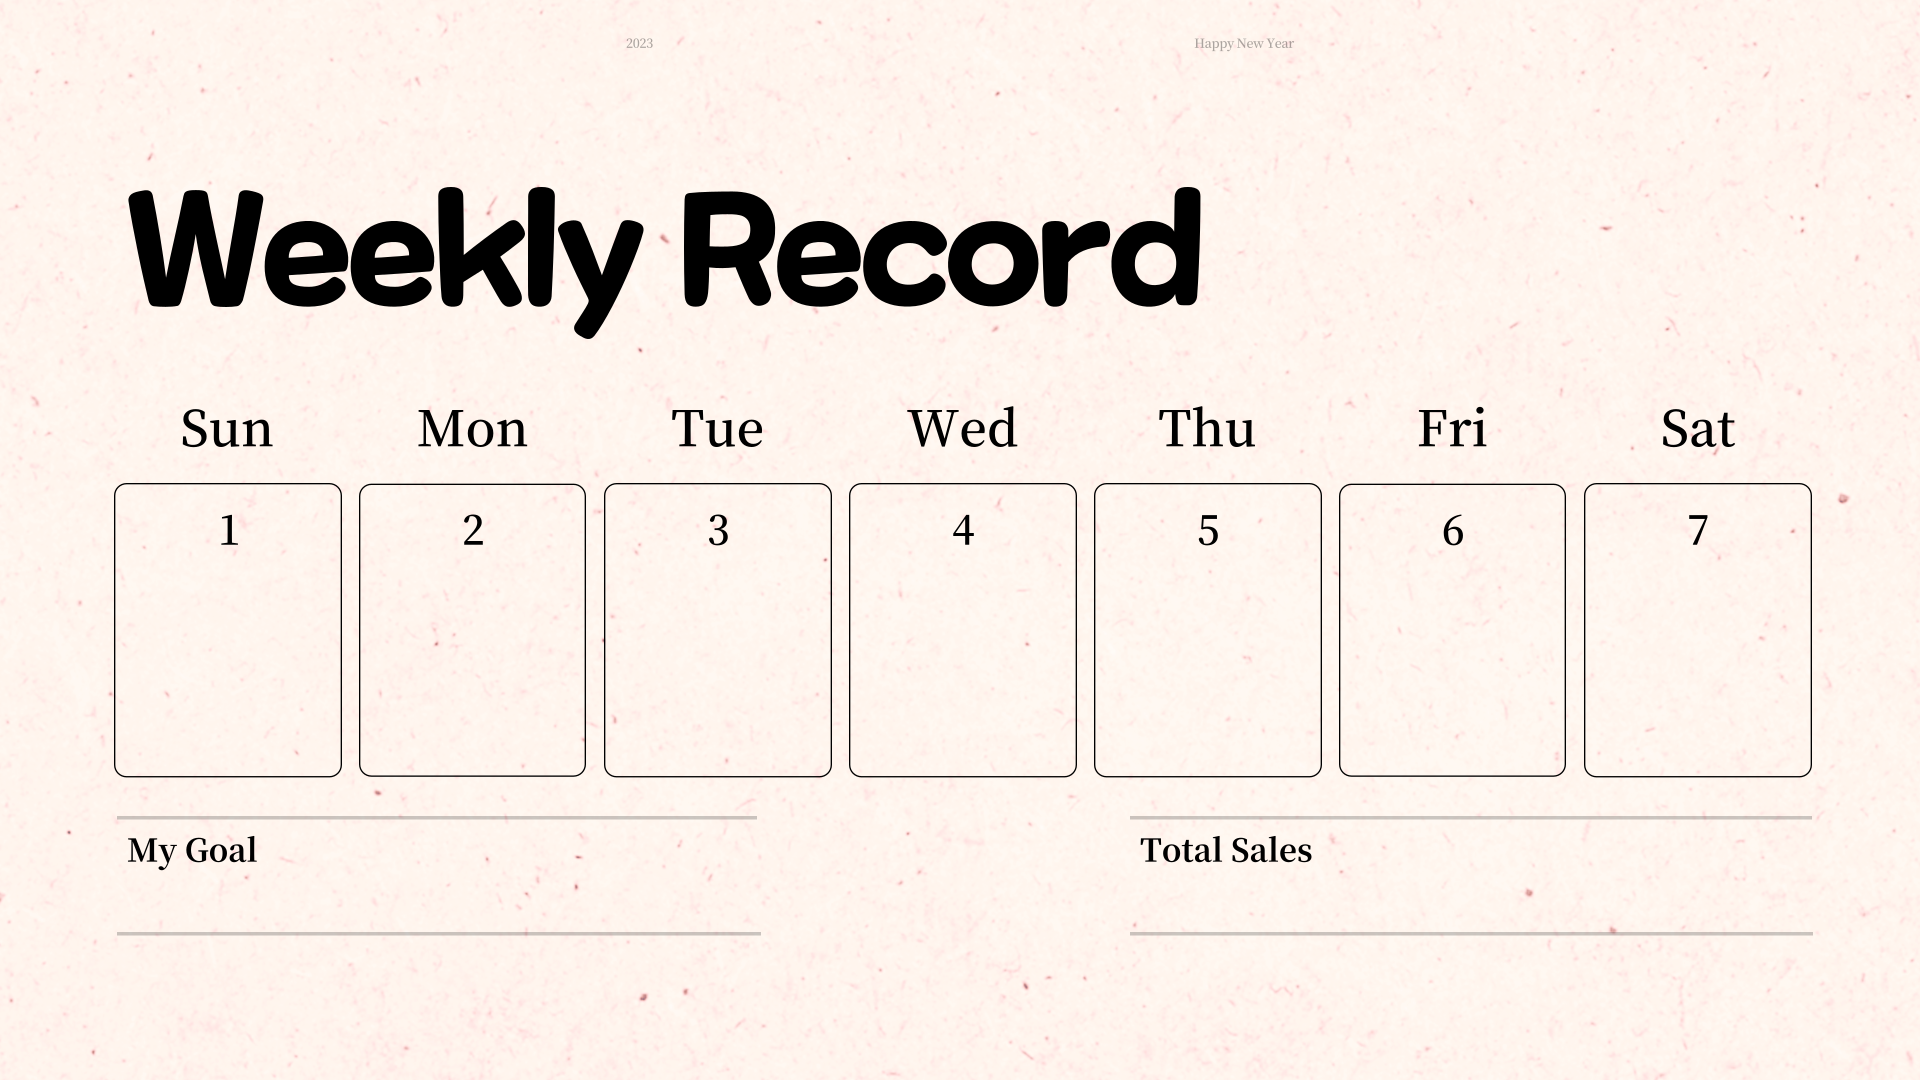 2023 Happy New Year
Weekly Record
Sun Mon Tue Wed Thu Fri Sat
1 2 3 4 5 6 7
My Goal Total Sales